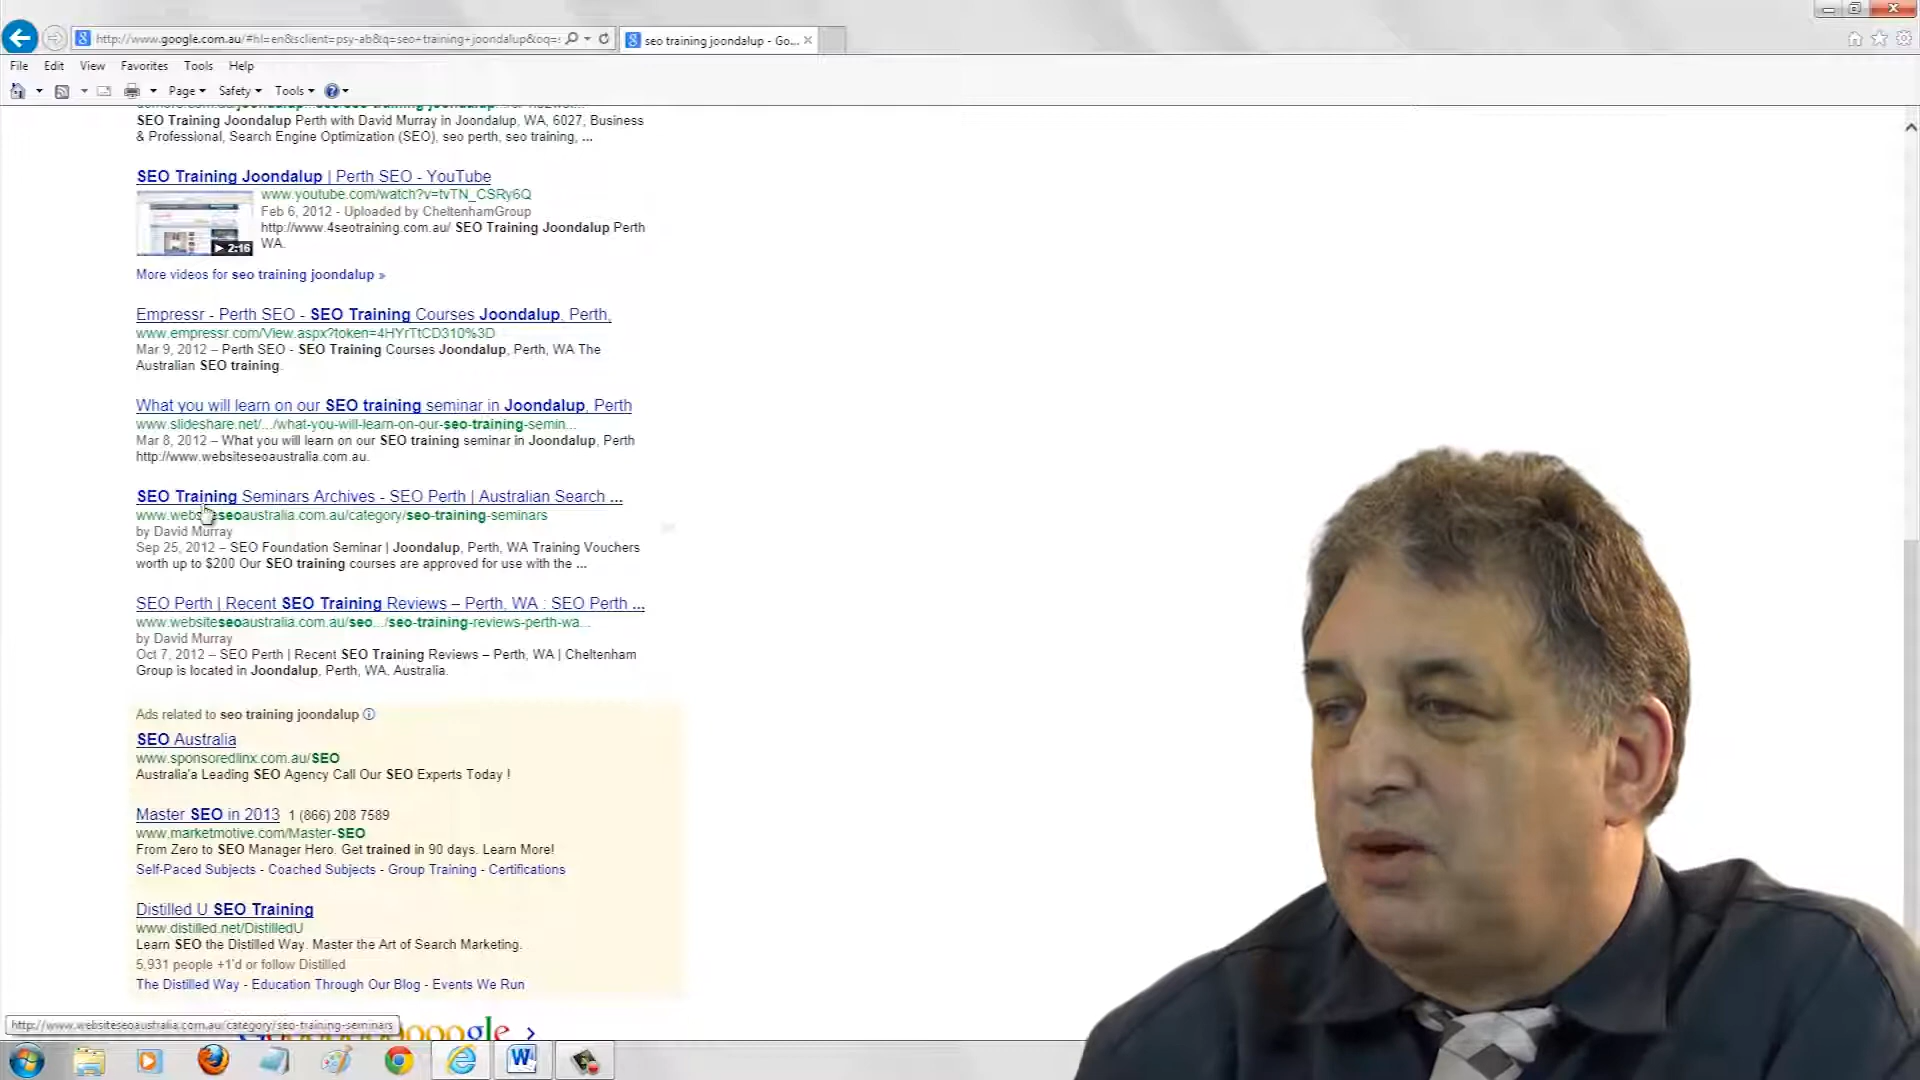 http://www.google.com.au/#hl=en&sclient=psy-ab&q=seo+training+joondalup&oq=s
seo training joondalup - Go...
File Edit View Favorites Tools Help
Page Safety Tools
SEO Training Joondalup Perth with David Murray in Joondalup, WA, 6027, Business
& Professional, Search Engine Optimization (SEO), seo perth, seo training, ...
SEO Training Joondalup | Perth SEO - YouTube
www.youtube.com/watch?v=tvTN_CSRy6Q
Feb 6, 2012 - Uploaded by CheltenhamGroup
http://www.4seotraining.com.au/ SEO Training Joondalup Perth
WA.
2:16
More videos for seo training joondalup »
Empressr - Perth SEO - SEO Training Courses Joondalup, Perth,
www.empressr.com/View.aspx?token=4HYrTtCD310%3D
Mar 9, 2012 – Perth SEO - SEO Training Courses Joondalup, Perth, WA The
Australian SEO training.
What you will learn on our SEO training seminar in Joondalup, Perth
www.slideshare.net/.../what-you-will-learn-on-our-seo-training-semin...
Mar 8, 2012 – What you will learn on our SEO training seminar in Joondalup, Perth
http://www.websiteseoaustralia.com.au.
SEO Training Seminars Archives - SEO Perth | Australian Search ...
www.websiteseoaustralia.com.au/category/seo-training-seminars
by David Murray
Sep 25, 2012 – SEO Foundation Seminar | Joondalup, Perth, WA Training Vouchers
worth up to $200 Our SEO training courses are approved for use with the ...
SEO Perth | Recent SEO Training Reviews – Perth, WA : SEO Perth ...
www.websiteseoaustralia.com.au/seo.../seo-training-reviews-perth-wa...
by David Murray
Oct 7, 2012 – SEO Perth | Recent SEO Training Reviews – Perth, WA | Cheltenham
Group is located in Joondalup, Perth, WA. Australia.
Ads related to seo training joondalup
SEO Australia
www.sponsoredlinx.com.au/SEO
Australia'a Leading SEO Agency Call Our SEO Experts Today !
Master SEO in 2013 1 (866) 208 7589
www.marketmotive.com/Master-SEO
From Zero to SEO Manager Hero. Get trained in 90 days. Learn More!
Self-Paced Subjects - Coached Subjects - Group Training - Certifications
Distilled U SEO Training
www.distilled.net/DistilledU
Learn SEO the Distilled Way. Master the Art of Search Marketing.
5,931 people +1'd or follow Distilled
The Distilled Way - Education Through Our Blog - Events We Run
http://www.websiteseoaustralia.com.au/category/seo-training-seminars